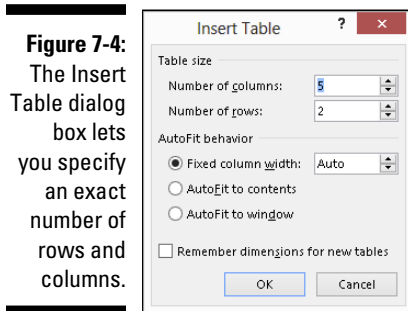 Figure 7-4:
The Insert
Table dialog
box lets
you specify
an exact
number of
rows and
columns.
Insert Table ? ×
Table size
Number of columns: 5
Number of rows: 2
AutoFit behavior
Fixed column width: Auto
AutoFit to contents
AutoFit to window
Remember dimensions for new tables
OK Cancel